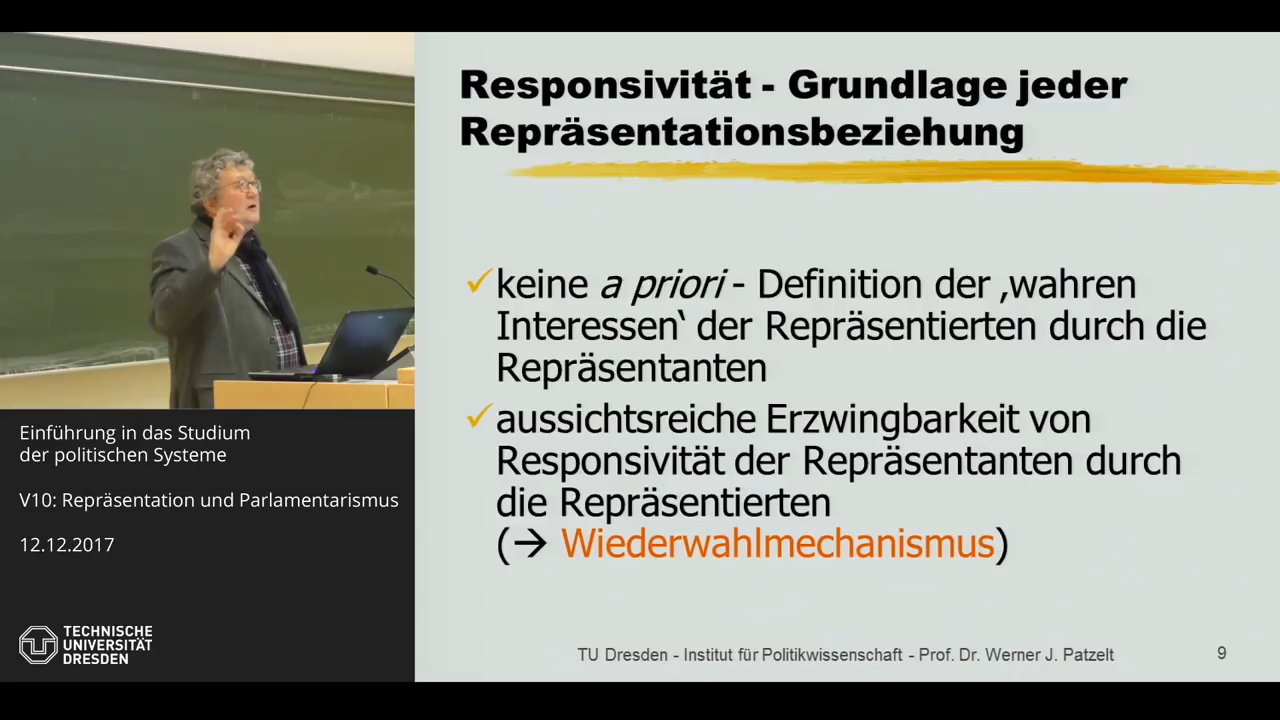 Responsivität - Grundlage jeder
Repräsentationsbeziehung
✓keine a priori - Definition der ‚wahren
Interessen‘ der Repräsentierten durch die
Repräsentanten
✓aussichtsreiche Erzwingbarkeit von
Responsivität der Repräsentanten durch
die Repräsentierten
(→ Wiederwahlmechanismus)
TU Dresden - Institut für Politikwissenschaft - Prof. Dr. Werner J. Patzelt
9
Einführung in das Studium
der politischen Systeme
V10: Repräsentation und Parlamentarismus
12.12.2017
TECHNISCHE
UNIVERSITÄT
DRESDEN